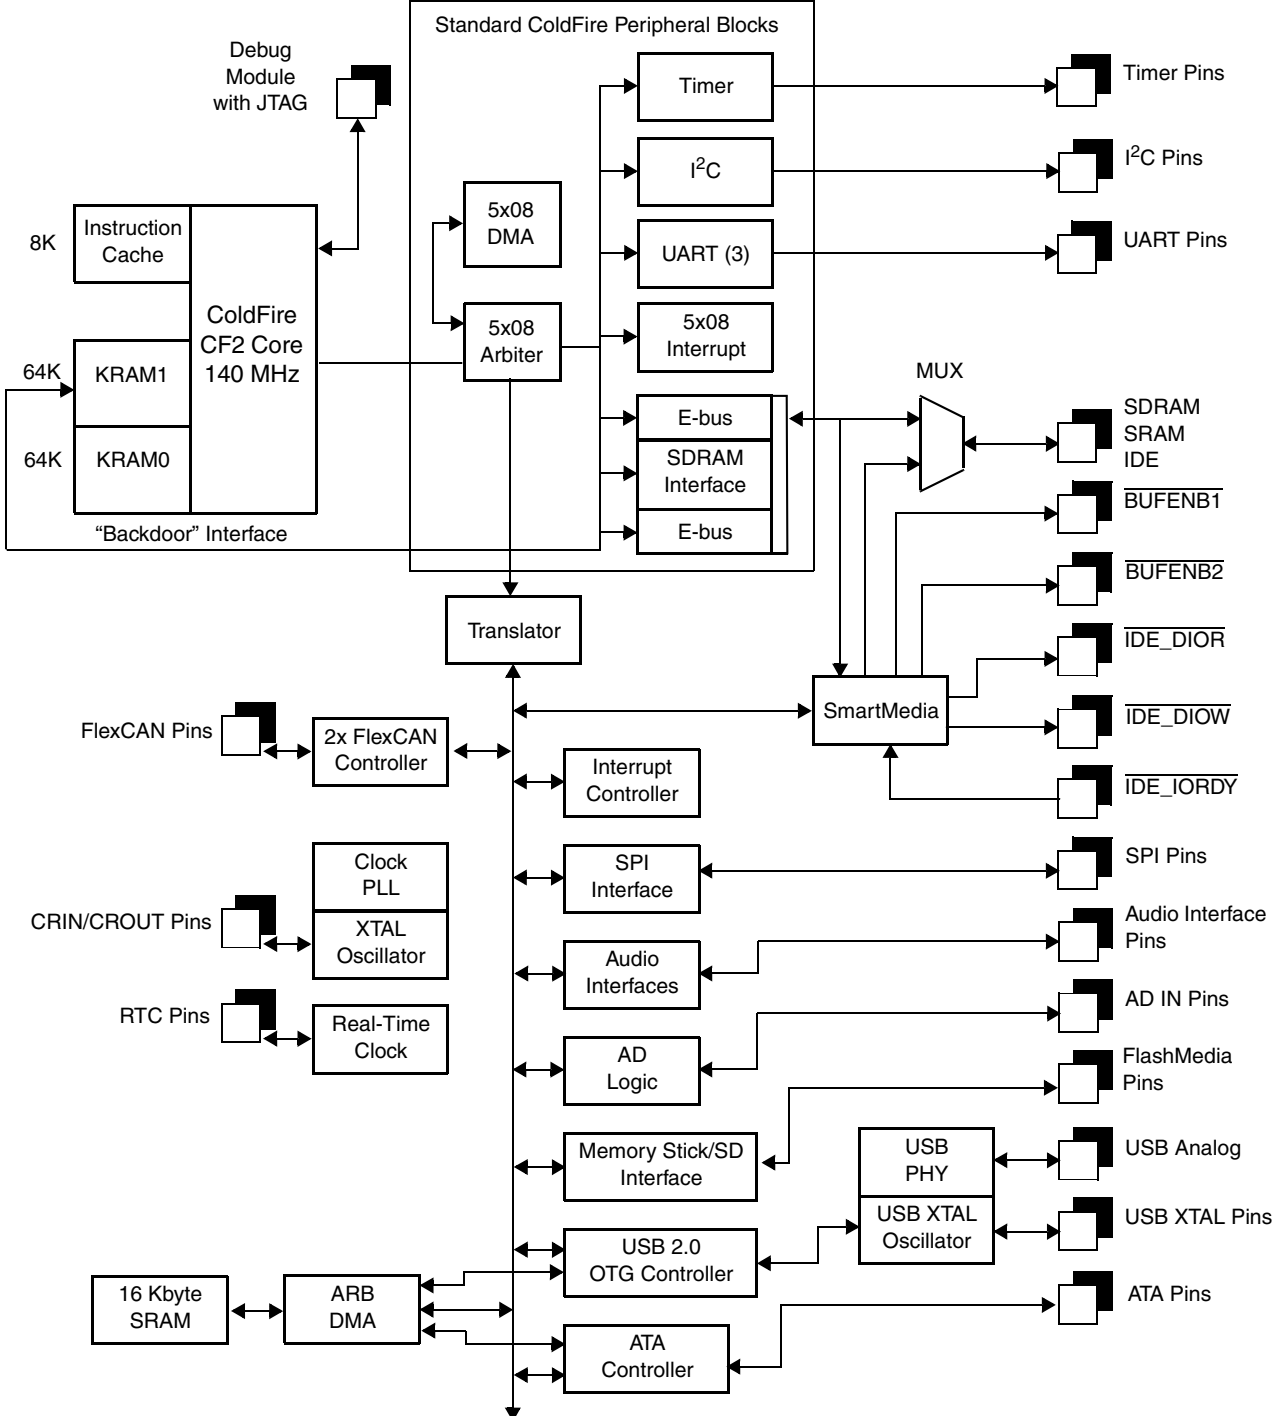 Standard ColdFire Peripheral Blocks
Debug
Module
with JTAG
Timer
Timer Pins
I²C
I²C Pins
5x08
DMA
UART (3)
UART Pins
8K
Instruction
Cache
ColdFire
CF2 Core
140 MHz
5x08
Arbiter
5x08
Interrupt
64K
KRAM1
MUX
E-bus
SDRAM
SRAM
IDE
64K
KRAM0
SDRAM
Interface
BUFENB1
“Backdoor” Interface
E-bus
BUFENB2
Translator
IDE_DIOR
SmartMedia
IDE_DIOW
FlexCAN Pins
2x FlexCAN
Controller
Interrupt
Controller
IDE_IORDY
Clock
PLL
SPI
Interface
SPI Pins
CRIN/CROUT Pins
XTAL
Oscillator
Audio
Interfaces
Audio Interface
Pins
RTC Pins
Real-Time
Clock
AD
Logic
AD IN Pins
FlashMedia
Pins
Memory Stick/SD
Interface
USB
PHY
USB Analog
USB XTAL
Oscillator
USB XTAL Pins
USB 2.0
OTG Controller
16 Kbyte
SRAM
ARB
DMA
ATA Pins
ATA
Controller